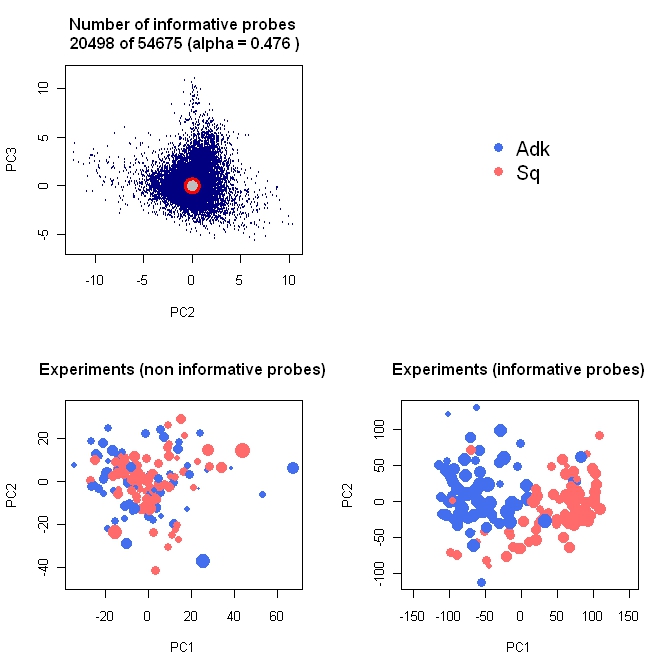 Number of informative probes
20498 of 54675 (alpha = 0.476 )
10
5
0
-5
PC3
-10
-5
0
5
10
PC2
Adk
Sq
Experiments (non informative probes)
20
0
-20
-40
PC2
-20
0
20
40
60
PC1
Experiments (informative probes)
100
50
0
-50
-100
PC2
-150
-100
-50
0
50
100
150
PC1